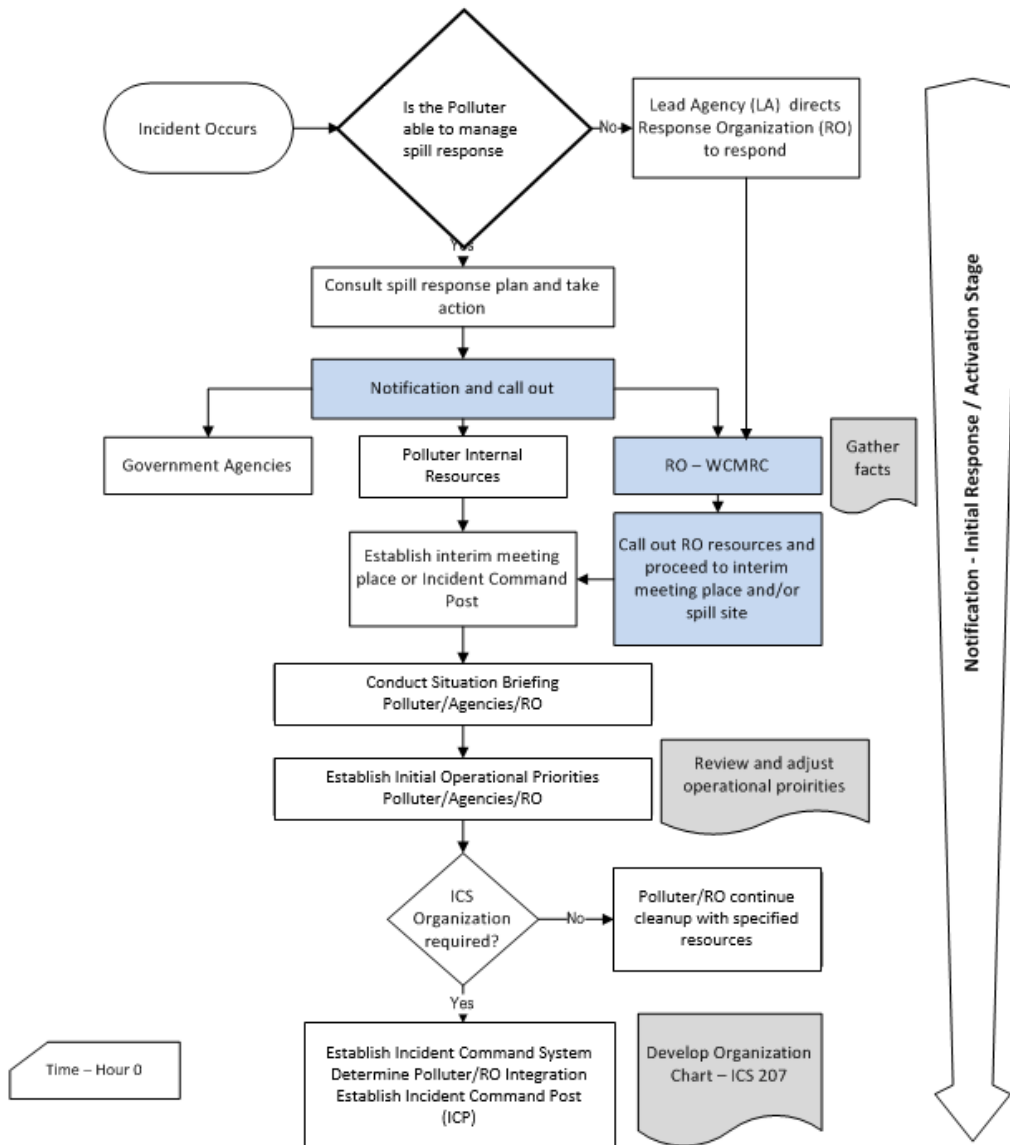 Incident Occurs
Is the Polluter
able to manage
spill response
No
Lead Agency (LA) directs
Response Organization (RO)
to respond
Yes
Consult spill response plan and take
action
Notification and call out
Government Agencies
Polluter Internal
Resources
RO – WCMRC
Gather
facts
Establish interim meeting
place or Incident Command
Post
Call out RO resources and
proceed to interim
meeting place and/or
spill site
Conduct Situation Briefing
Polluter/Agencies/RO
Establish Initial Operational Priorities
Polluter/Agencies/RO
Review and adjust
operational proirities
ICS
Organization
required?
No
Polluter/RO continue
cleanup with specified
resources
Yes
Time – Hour 0
Establish Incident Command System
Determine Polluter/RO Integration
Establish Incident Command Post
(ICP)
Develop Organization
Chart – ICS 207
Notification - Initial Response / Activation Stage